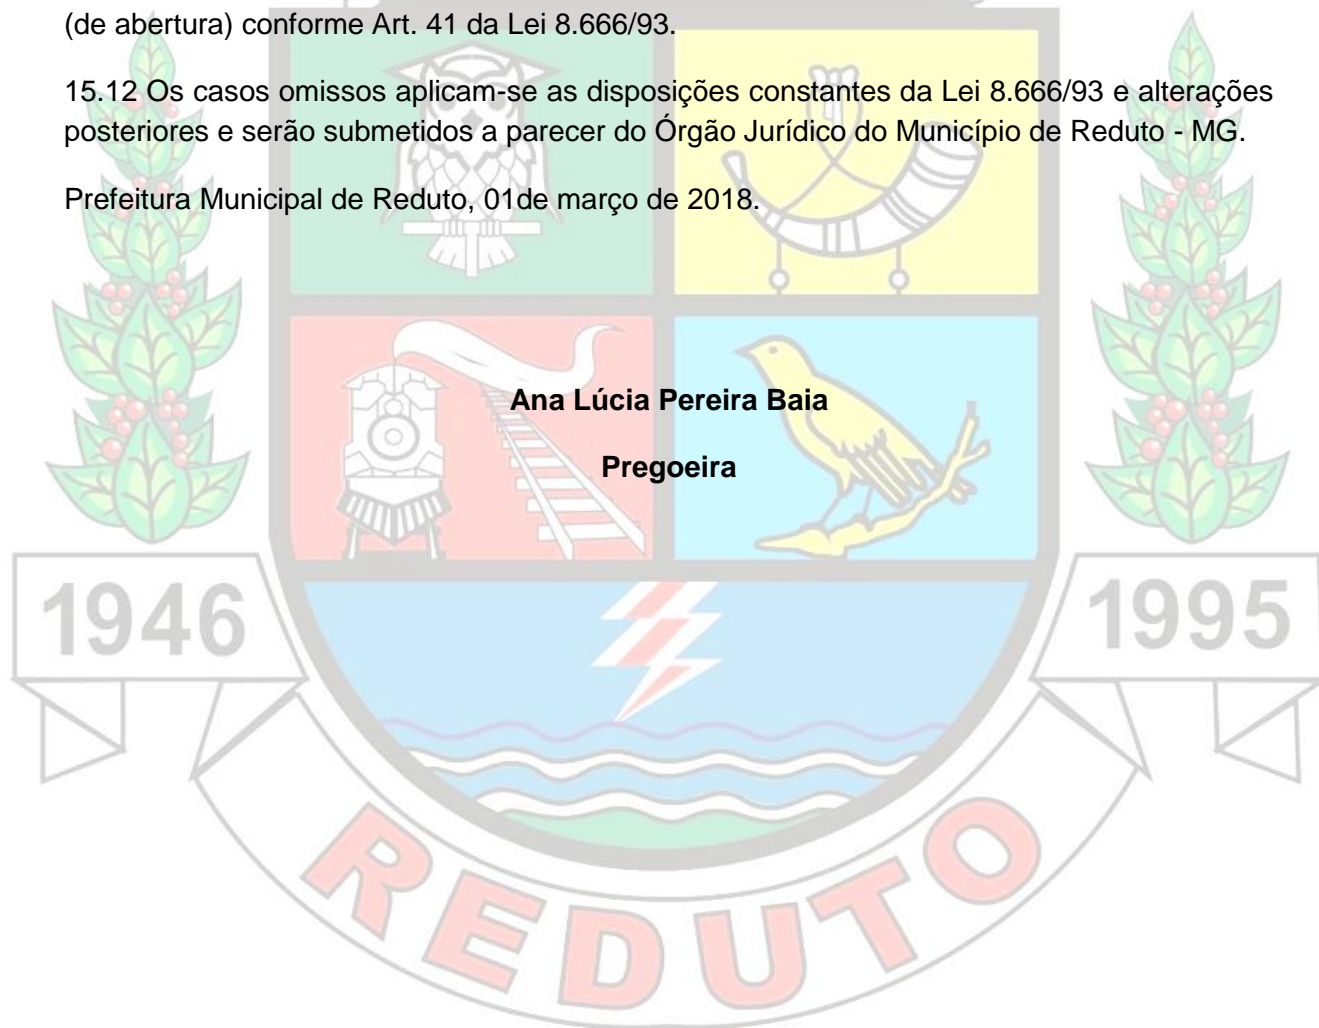 (de abertura) conforme Art. 41 da Lei 8.666/93.
15.12 Os casos omissos aplicam-se as disposições constantes da Lei 8.666/93 e alterações
posteriores e serão submetidos a parecer do Órgão Jurídico do Município de Reduto - MG.
Prefeitura Municipal de Reduto, 01de março de 2018.
Ana Lúcia Pereira Baia
Pregoeira
1946
1995
REDUTO